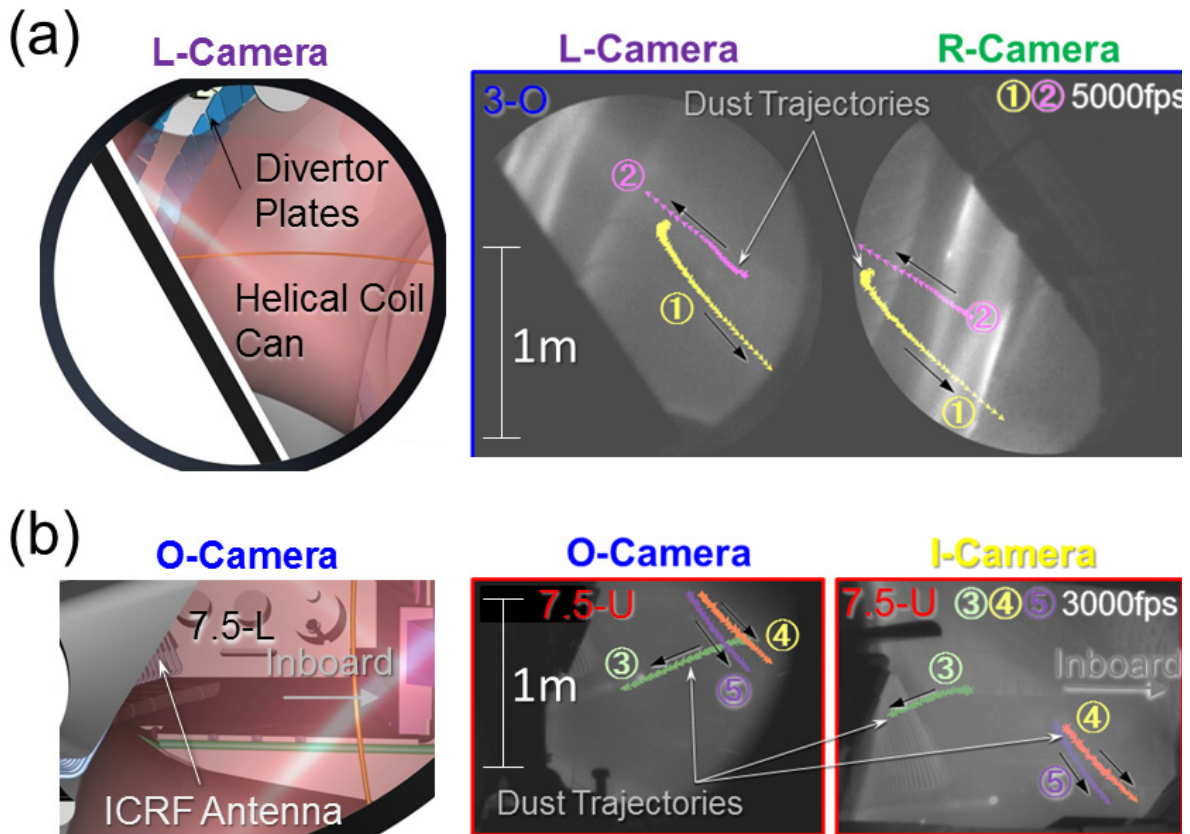 (a)
L-Camera
Divertor
Plates
Helical Coil
Can
L-Camera
R-Camera
3-O
Dust Trajectories
①② 5000fps
②
①
1m
②
①
(b)
O-Camera
7.5-L
Inboard
ICRF Antenna
O-Camera
I-Camera
7.5-U
③
④
⑤
1m
Dust Trajectories
7.5-U ③④⑤ 3000fps
③
Inboard
④
⑤